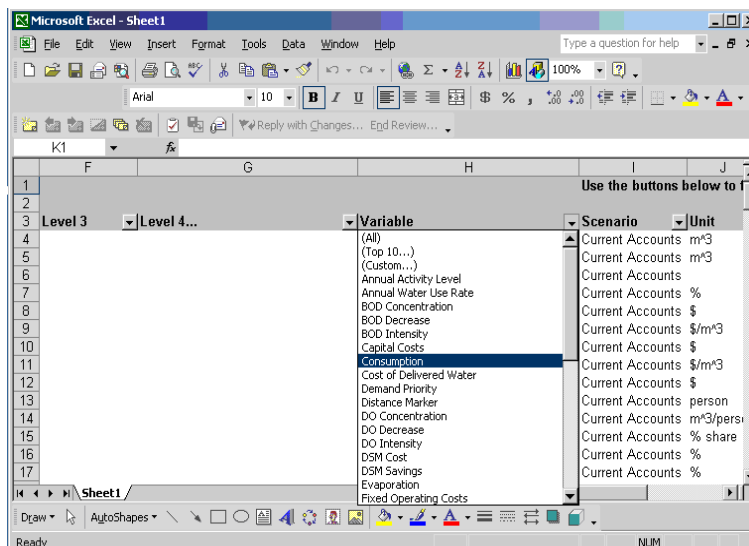 Microsoft Excel - Sheet1
File Edit View Insert Format Tools Data Window Help Type a question for help
100%
Arial 10 B I U $ % ,
Reply with Changes... End Review...
K1 fx
F G H I J
1 Use the buttons below to f
2
3 Level 3 Level 4... Variable Scenario Unit
4 (All) Current Accounts m^3
5 (Top 10...) Current Accounts m^3
(Custom...)
6 Annual Activity Level Current Accounts
7 Annual Water Use Rate Current Accounts %
BOD Concentration
8 BOD Decrease Current Accounts $
9 BOD Intensity Current Accounts $/m^3
10 Capital Costs Current Accounts $
11 Consumption Current Accounts $/m^3
12 Cost of Delivered Water Current Accounts $
Demand Priority
13 Distance Marker Current Accounts person
14 DO Concentration Current Accounts m^3/pers
15 DO Decrease Current Accounts % share
DO Intensity
16 DSM Cost Current Accounts %
17 DSM Savings Current Accounts %
Evaporation
Sheet1 Fixed Operating Costs
Draw AutoShapes
Ready NUM